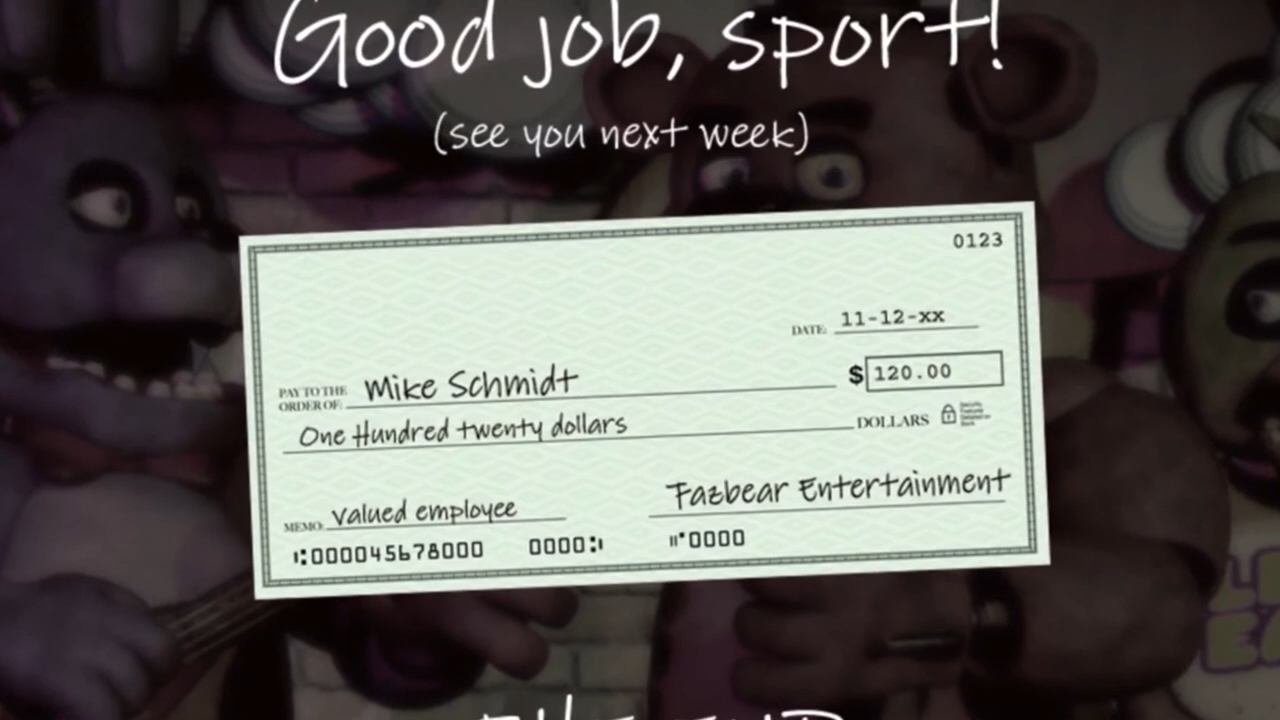 Good job, sport!
(see you next week)
0123
DATE: 11-12-xx
PAY TO THE
ORDER OF: Mike Schmidt $ 120.00
One Hundred twenty dollars DOLLARS
Fazbear Entertainment
MEMO: valued employee
⑆000045678000 0000⑆ ⑈0000